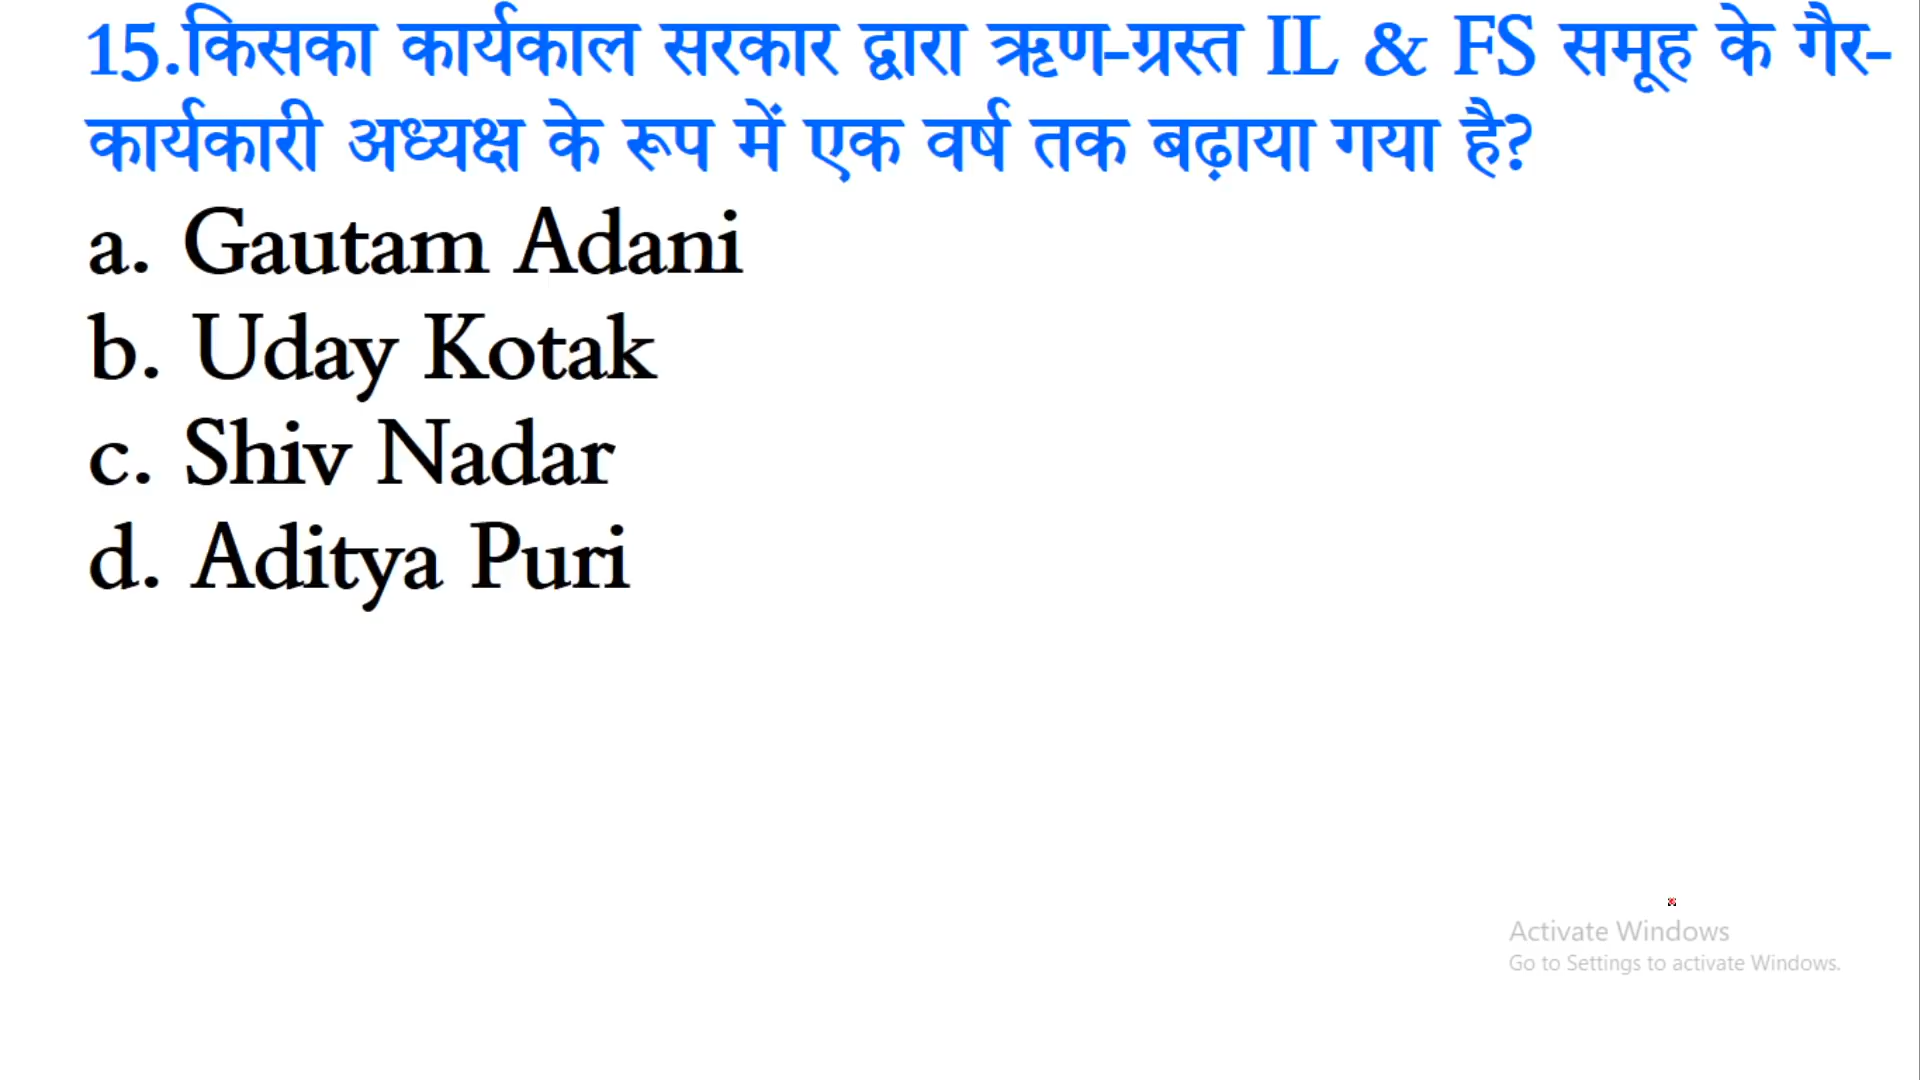 15.किसका कार्यकाल सरकार द्वारा ऋण-ग्रस्त IL & FS समूह के गैर-
कार्यकारी अध्यक्ष के रूप में एक वर्ष तक बढ़ाया गया है?
a. Gautam Adani
b. Uday Kotak
c. Shiv Nadar
d. Aditya Puri
Activate Windows
Go to Settings to activate Windows.